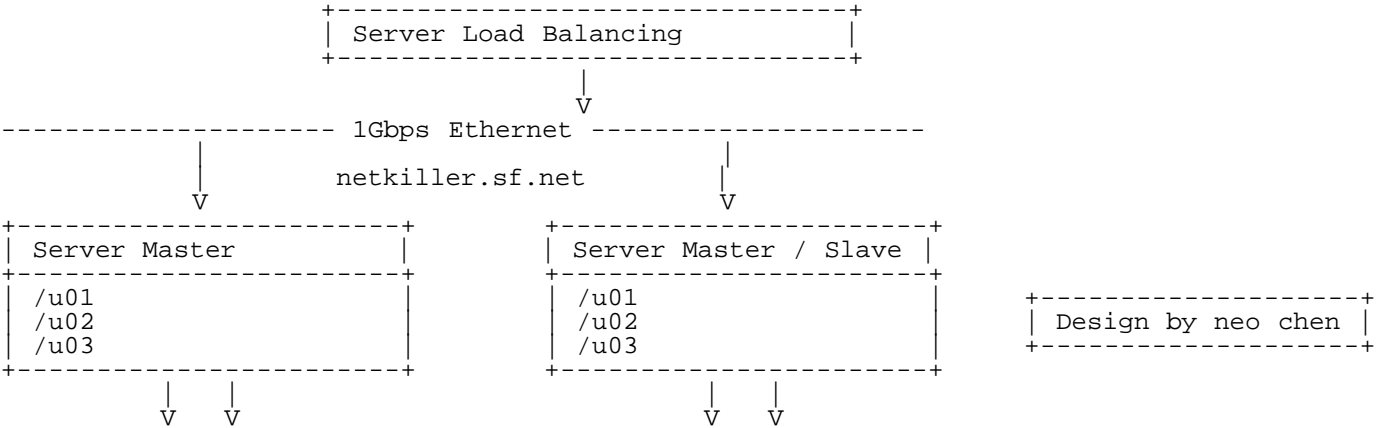 Server Load Balancing
1Gbps Ethernet
netkiller.sf.net
Server Master
/u01
/u02
/u03
Server Master / Slave
/u01
/u02
/u03
Design by neo chen